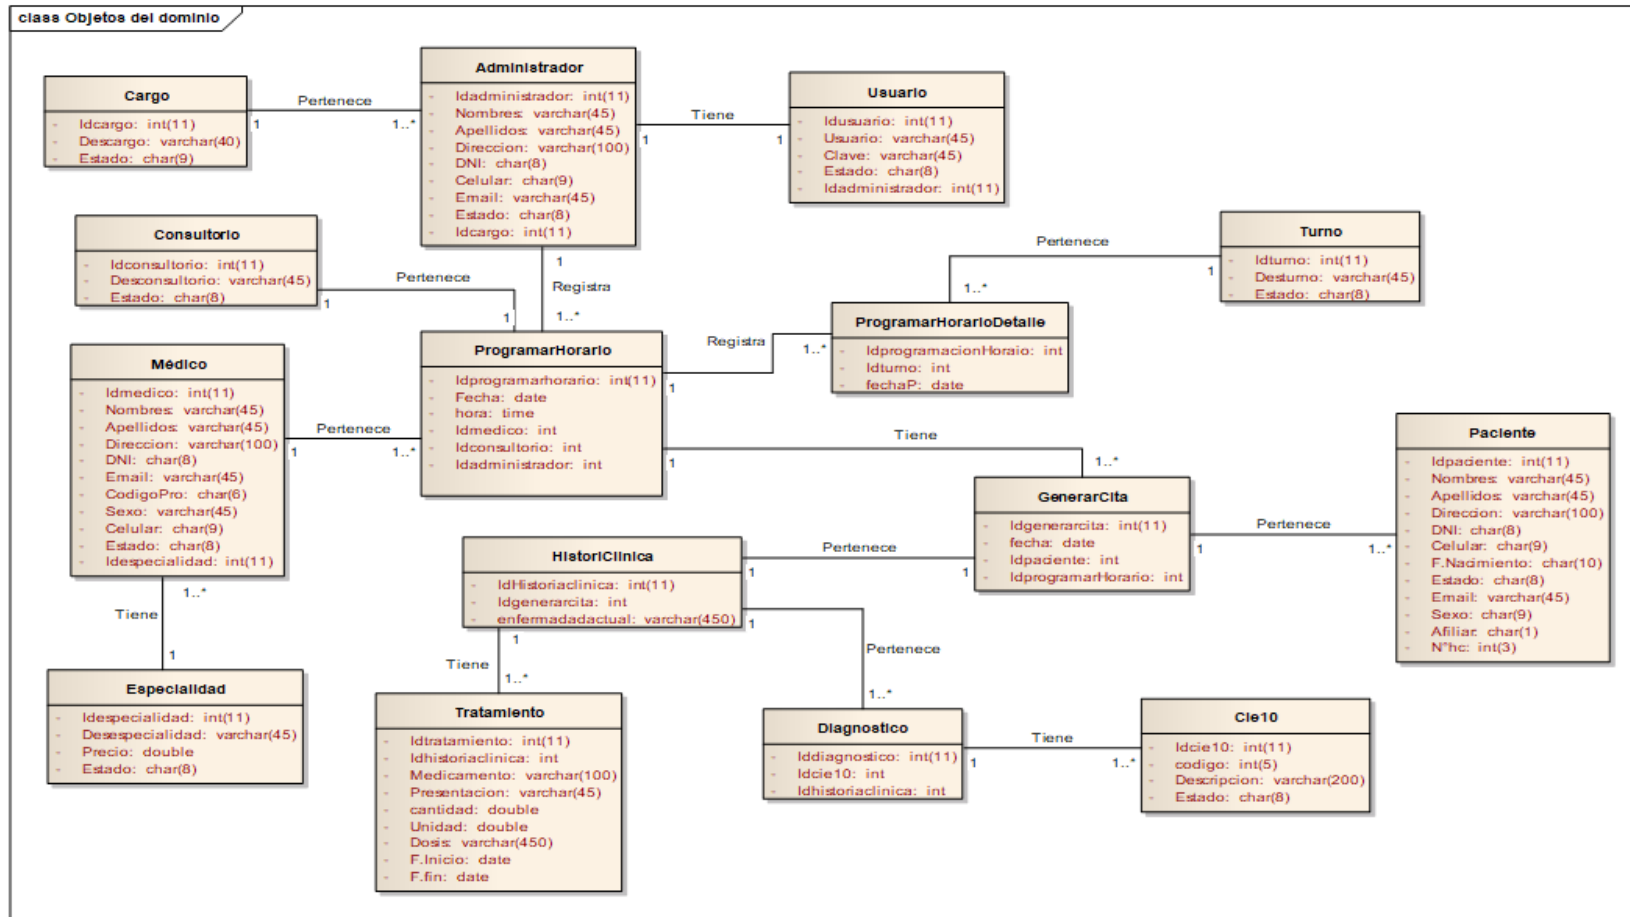 class Objetos del dominio
Cargo
- Idcargo: int(11)
- Descargo: varchar(40)
- Estado: char(9)
Pertenece
1
1..*
Administrador
- Idadministrador: int(11)
- Nombres: varchar(45)
- Apellidos: varchar(45)
- Direccion: varchar(100)
- DNI: char(8)
- Celular: char(9)
- Email: varchar(45)
- Estado: char(8)
- Idcargo: int(11)
Tiene
1
1
Usuario
- Idusuario: int(11)
- Usuario: varchar(45)
- Clave: varchar(45)
- Estado: char(8)
- Idadministrador: int(11)
Consultorio
- Idconsultorio: int(11)
- Desconsultorio: varchar(45)
- Estado: char(8)
Pertenece
1
1
1
Registra
1..*
Turno
- Idturno: int(11)
- Desturno: varchar(45)
- Estado: char(8)
Pertenece
1
1..*
ProgramarHorarioDetalle
- IdprogramacionHoraio: int
- Idturno: int
- fechaP: date
Registra
1
1..*
ProgramarHorario
- Idprogramarhorario: int(11)
- Fecha: date
- hora: time
- Idmedico: int
- Idconsultorio: int
- Idadministrador: int
Médico
- Idmedico: int(11)
- Nombres: varchar(45)
- Apellidos: varchar(45)
- Direccion: varchar(100)
- DNI: char(8)
- Email: varchar(45)
- CodigoPro: char(6)
- Sexo: varchar(45)
- Celular: char(9)
- Estado: char(8)
- Idespecialidad: int(11)
Pertenece
1
1..*
Tiene
1
1..*
Paciente
- Idpaciente: int(11)
- Nombres: varchar(45)
- Apellidos: varchar(45)
- Direccion: varchar(100)
- DNI: char(8)
- Celular: char(9)
- F.Nacimiento: char(10)
- Estado: char(8)
- Email: varchar(45)
- Sexo: char(9)
- Afiliar: char(1)
- N°hc: int(3)
GenerarCita
- Idgenerarcita: int(11)
- fecha: date
- Idpaciente: int
- IdprogramarHorario: int
Pertenece
1
1..*
HistoriClinica
- IdHistoriaclinica: int(11)
- Idgenerarcita: int
- enfermadadactual: varchar(450)
Pertenece
1
1
1..*
Tiene
1
Especialidad
- Idespecialidad: int(11)
- Desespecialidad: varchar(45)
- Precio: double
- Estado: char(8)
1
Tiene
1..*
Tratamiento
- Idtratamiento: int(11)
- Idhistoriaclinica: int
- Medicamento: varchar(100)
- Presentacion: varchar(45)
- cantidad: double
- Unidad: double
- Dosis: varchar(450)
- F.Inicio: date
- F.fin: date
1
Pertenece
1..*
Diagnostico
- Iddiagnostico: int(11)
- Idcie10: int
- Idhistoriaclinica: int
Tiene
1
1..*
Cie10
- Idcie10: int(11)
- codigo: int(5)
- Descripcion: varchar(200)
- Estado: char(8)